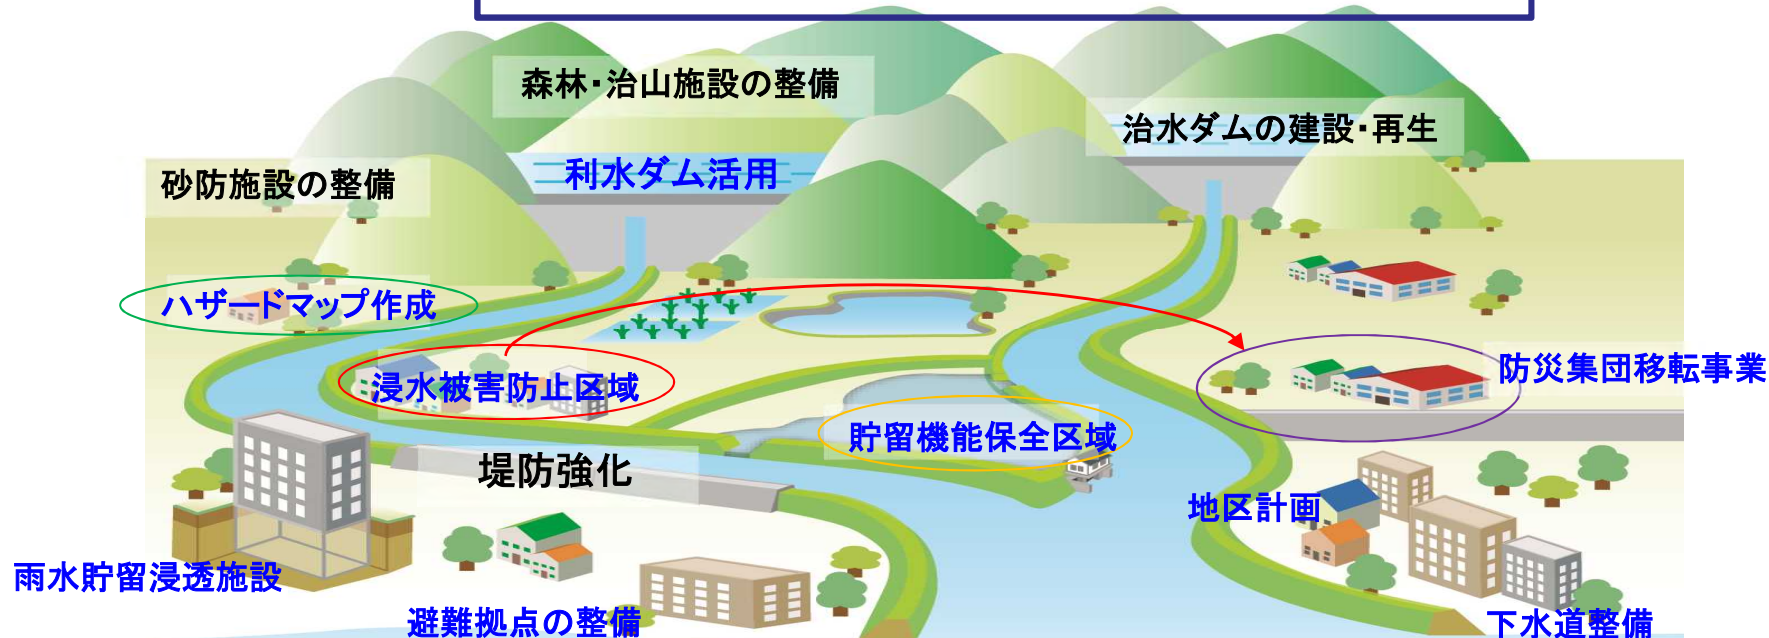 森林・治山施設の整備
治水ダムの建設・再生
利水ダム活用
砂防施設の整備
ハザードマップ作成
浸水被害防止区域
防災集団移転事業
貯留機能保全区域
堤防強化
地区計画
雨水貯留浸透施設
避難拠点の整備
下水道整備